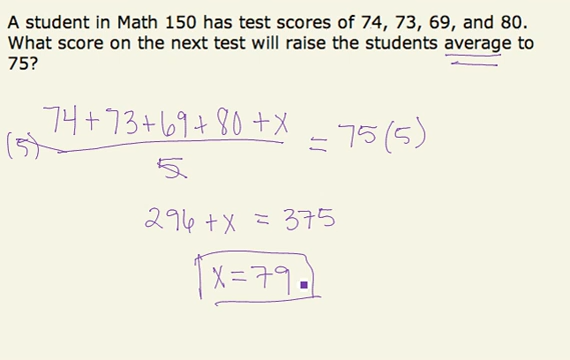 A student in Math 150 has test scores of 74, 73, 69, and 80.
What score on the next test will raise the students average to
75?
(5) 74+73+69+80+x = 75(5)
5
296+x = 375
x=79.